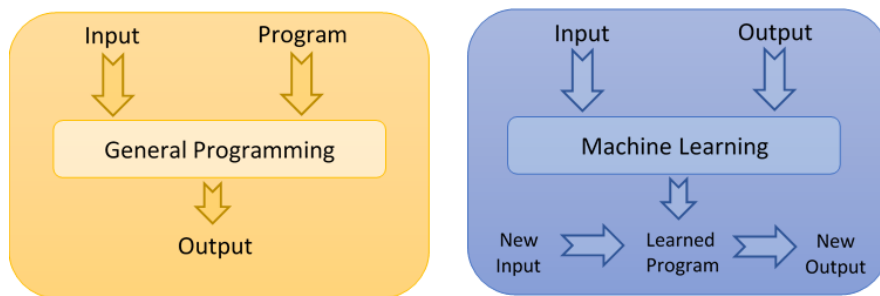 Input Program
General Programming
Output
Input Output
Machine Learning
New Input
Learned Program
New Output